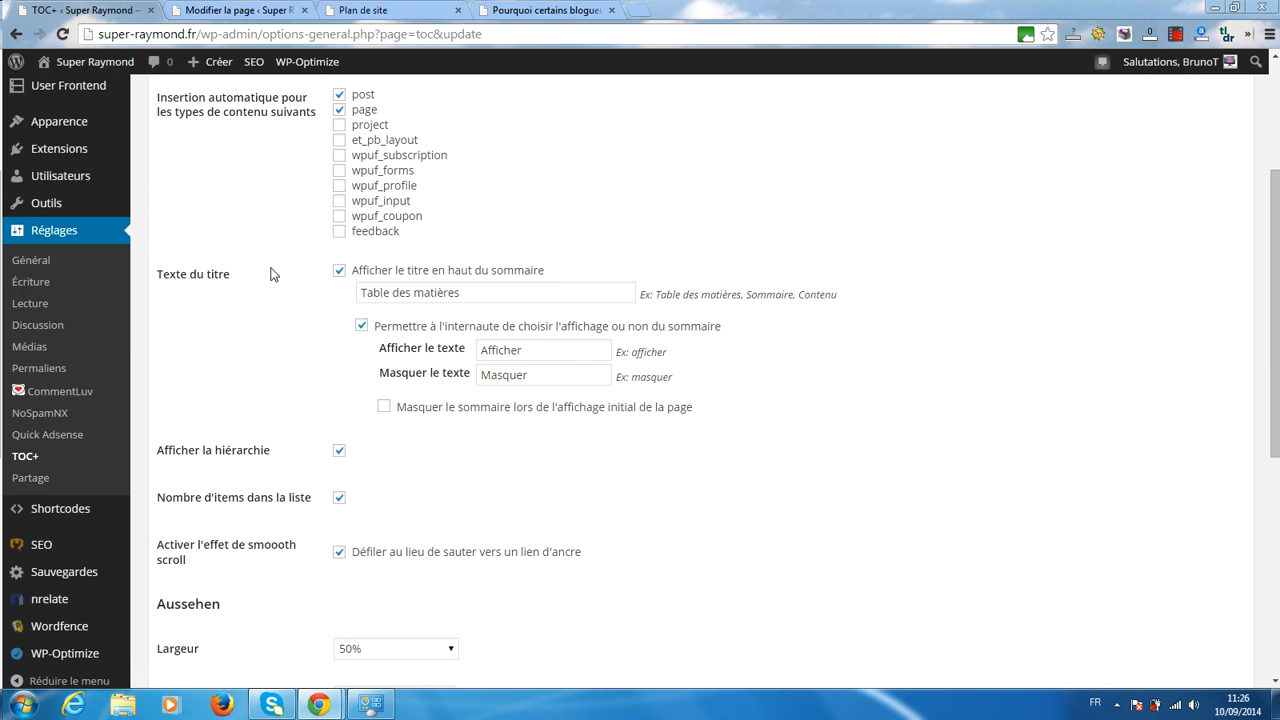 TOC+ ‹ Super Raymond —
Modifier la page ‹ Super R
Plan de site
Pourquoi certains blogueu
super-raymond.fr/wp-admin/options-general.php?page=toc&update
Super Raymond
0
Créer
SEO
WP-Optimize
Salutations, BrunoT
User Frontend
Apparence
Extensions
Utilisateurs
Outils
Réglages
Général
Écriture
Lecture
Discussion
Médias
Permaliens
CommentLuv
NoSpamNX
Quick Adsense
TOC+
Partage
Shortcodes
SEO
Sauvegardes
nrelate
Wordfence
WP-Optimize
Réduire le menu
Insertion automatique pour
les types de contenu suivants
post
page
project
et_pb_layout
wpuf_subscription
wpuf_forms
wpuf_profile
wpuf_input
wpuf_coupon
feedback
Texte du titre
Afficher le titre en haut du sommaire
Table des matières
Ex: Table des matières, Sommaire, Contenu
Permettre à l'internaute de choisir l'affichage ou non du sommaire
Afficher le texte
Afficher
Ex: afficher
Masquer le texte
Masquer
Ex: masquer
Masquer le sommaire lors de l'affichage initial de la page
Afficher la hiérarchie
Nombre d'items dans la liste
Activer l'effet de smoooth
scroll
Défiler au lieu de sauter vers un lien d'ancre
Aussehen
Largeur
50%
FR
11:26
10/09/2014